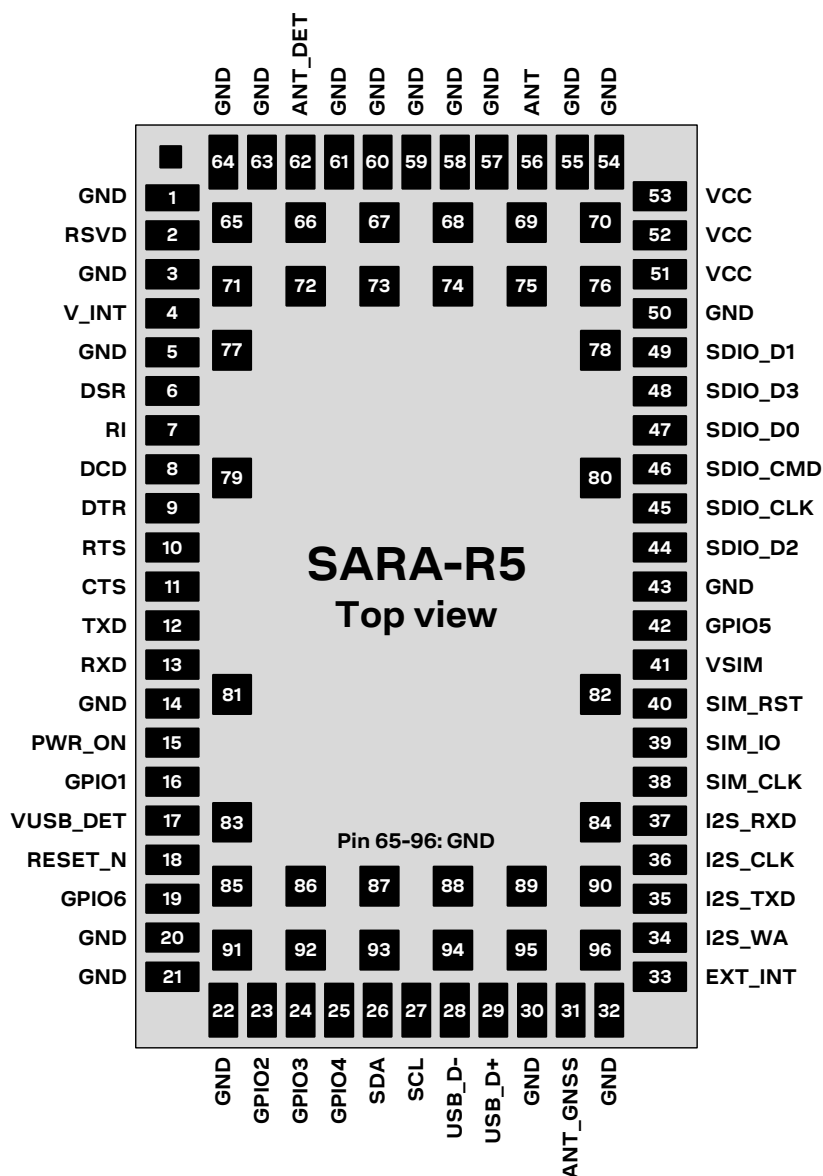 GND GND ANT_DET GND GND GND GND GND ANT GND GND
64 63 62 61 60 59 58 57 56 55 54
GND 1 53 VCC
65 66 67 68 69 70
RSVD 2 52 VCC
GND 3 51 VCC
71 72 73 74 75 76
V_INT 4 50 GND
GND 5 77 78 49 SDIO_D1
DSR 6 48 SDIO_D3
RI 7 47 SDIO_D0
DCD 8 79 80 46 SDIO_CMD
DTR 9 45 SDIO_CLK
RTS 10 44 SDIO_D2
SARA-R5
CTS 11 43 GND
Top view
TXD 12 42 GPIO5
RXD 13 41 VSIM
GND 14 81 82 40 SIM_RST
PWR_ON 15 39 SIM_IO
GPIO1 16 38 SIM_CLK
VUSB_DET 17 83 84 37 I2S_RXD
Pin 65-96: GND
RESET_N 18 36 I2S_CLK
85 86 87 88 89 90
GPIO6 19 35 I2S_TXD
GND 20 34 I2S_WA
91 92 93 94 95 96
GND 21 33 EXT_INT
22 23 24 25 26 27 28 29 30 31 32
GND GPIO2 GPIO3 GPIO4 SDA SCL USB_D- USB_D+ GND ANT_GNSS GND